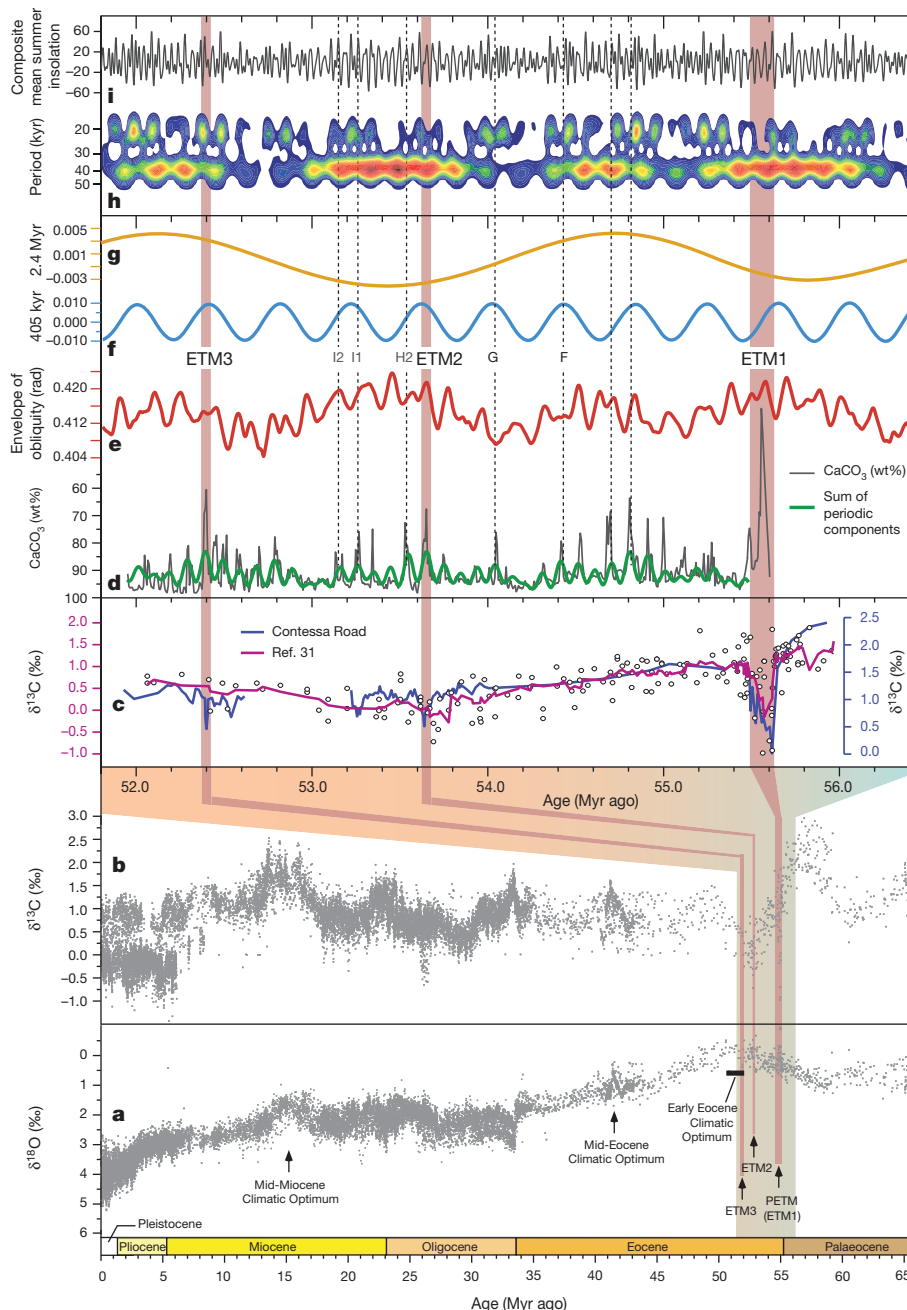 Composite
mean summer
insolation
60
20
−20
−60
i
Period (kyr)
20
30
40
50
h
2.4 Myr
0.005
0.001
−0.003
g
405 kyr
0.010
0.000
−0.010
f
ETM3
I2
I1
H2
ETM2
G
F
ETM1
Envelope of
obliquity (rad)
0.420
0.412
0.404
e
CaCO3 (wt%)
60
70
80
90
100
d
CaCO3 (wt%)
Sum of
periodic
components
δ13C (‰)
2.0
1.5
1.0
0.5
0.0
−0.5
−1.0
c
Contessa Road
Ref. 31
2.5
2.0
1.5
1.0
0.5
0.0
δ13C (‰)
52.0
53.0
54.0
55.0
56.0
Age (Myr ago)
δ13C (‰)
3.0
2.5
2.0
1.5
1.0
0.5
0.0
−0.5
−1.0
b
δ18O (‰)
0
1
2
3
4
5
6
a
Mid-Miocene
Climatic Optimum
Mid-Eocene
Climatic Optimum
Early Eocene
Climatic
Optimum
ETM2
ETM3
PETM
(ETM1)
Pleistocene
Pliocene
Miocene
Oligocene
Eocene
Palaeocene
0 5 10 15 20 25 30 35 40 45 50 55 60 65
Age (Myr ago)